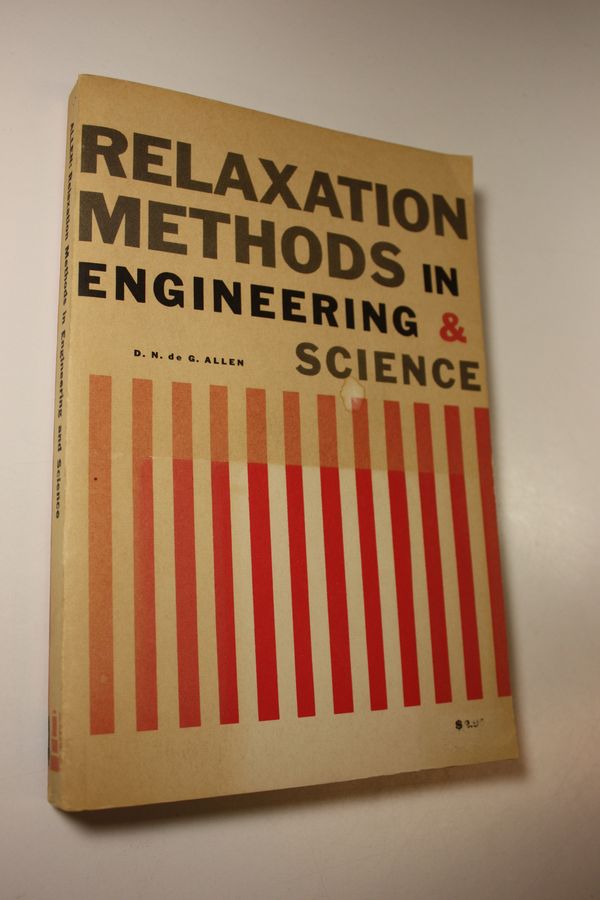 RELAXATION
METHODS IN
ENGINEERING &
SCIENCE
D. N. de G. ALLEN
ALLEN: Relaxation Methods in Engineering and Science